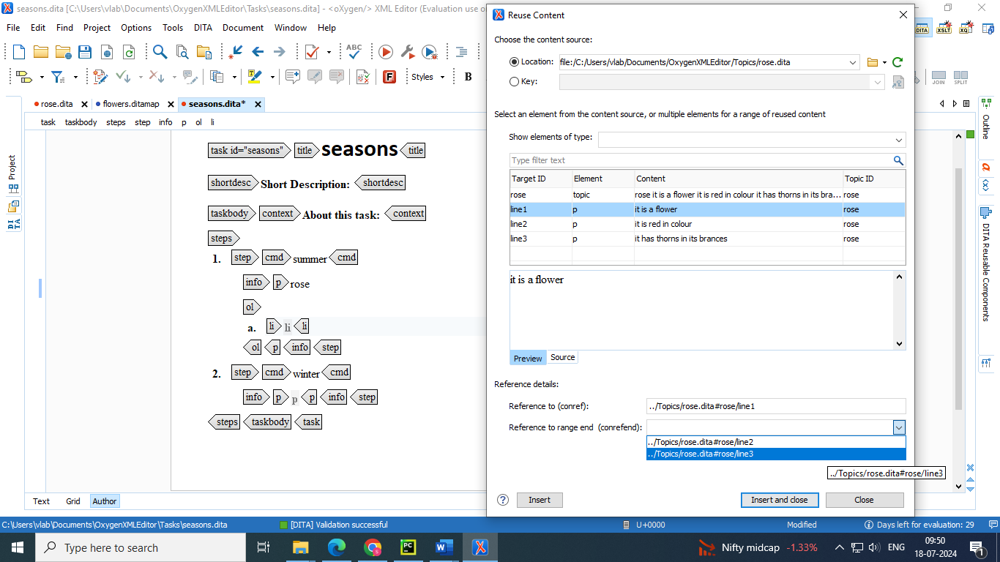 seasons.dita [C:\Users\vlab\Documents\OxygenXMLEditor\Tasks\seasons.dita] - <oXygen/> XML Editor (Evaluation use o
File Edit Find Project Options Tools DITA Document Window Help
DITA XSLT XQ
ABC
Styles B JOIN SPLIT
rose.dita flowers.ditamap seasons.dita*
task taskbody steps step info p ol li
Project
DITA
task id="seasons" title seasons title
shortdesc Short Description: shortdesc
taskbody context About this task: context
steps
1. step cmd summer cmd
info p rose
ol
a. li li li
ol p info step
2. step cmd winter cmd
info p p p info step
steps taskbody task
Text Grid Author
Reuse Content
Choose the content source:
Location: file:/C:/Users/vlab/Documents/OxygenXMLEditor/Topics/rose.dita
Key:
Select an element from the content source, or multiple elements for a range of reused content
Show elements of type:
Type filter text
Target ID Element Content Topic ID
rose topic rose it is a flower it is red in colour it has thorns in its bra... rose
line1 p it is a flower rose
line2 p it is red in colour rose
line3 p it has thorns in its brances rose
it is a flower
Preview Source
Reference details:
Reference to (conref): ../Topics/rose.dita#rose/line1
Reference to range end (conrefend):
../Topics/rose.dita#rose/line2
../Topics/rose.dita#rose/line3
../Topics/rose.dita#rose/line3
? Insert Insert and close Close
Outline
DITA Reusable Components
C:\Users\vlab\Documents\OxygenXMLEditor\Tasks\seasons.dita [DITA] Validation successful U+0000 Modified Days left for evaluation: 29
Type here to search
Nifty midcap -1.33% ENG 09:50
18-07-2024
1